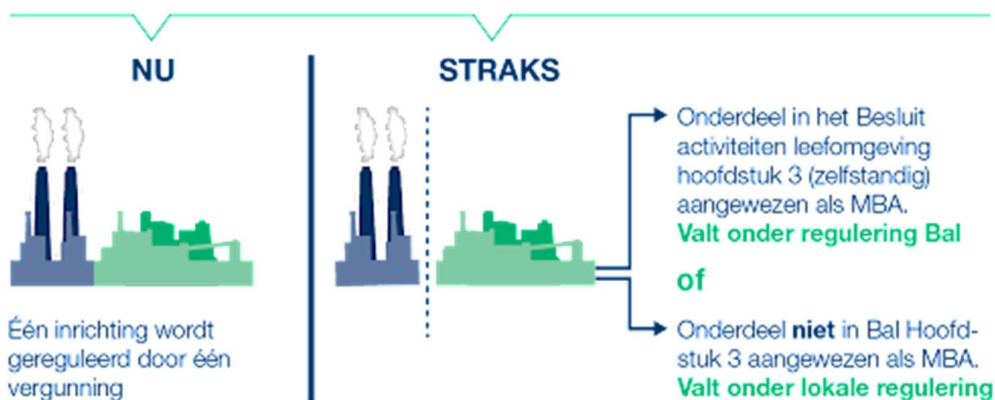 NU
Één inrichting wordt
gereguleerd door één
vergunning
STRAKS
Onderdeel in het Besluit
activiteiten leefomgeving
hoofdstuk 3 (zelfstandig)
aangewezen als MBA.
Valt onder regulering Bal
of
Onderdeel niet in Bal Hoofd-
stuk 3 aangewezen als MBA.
Valt onder lokale regulering